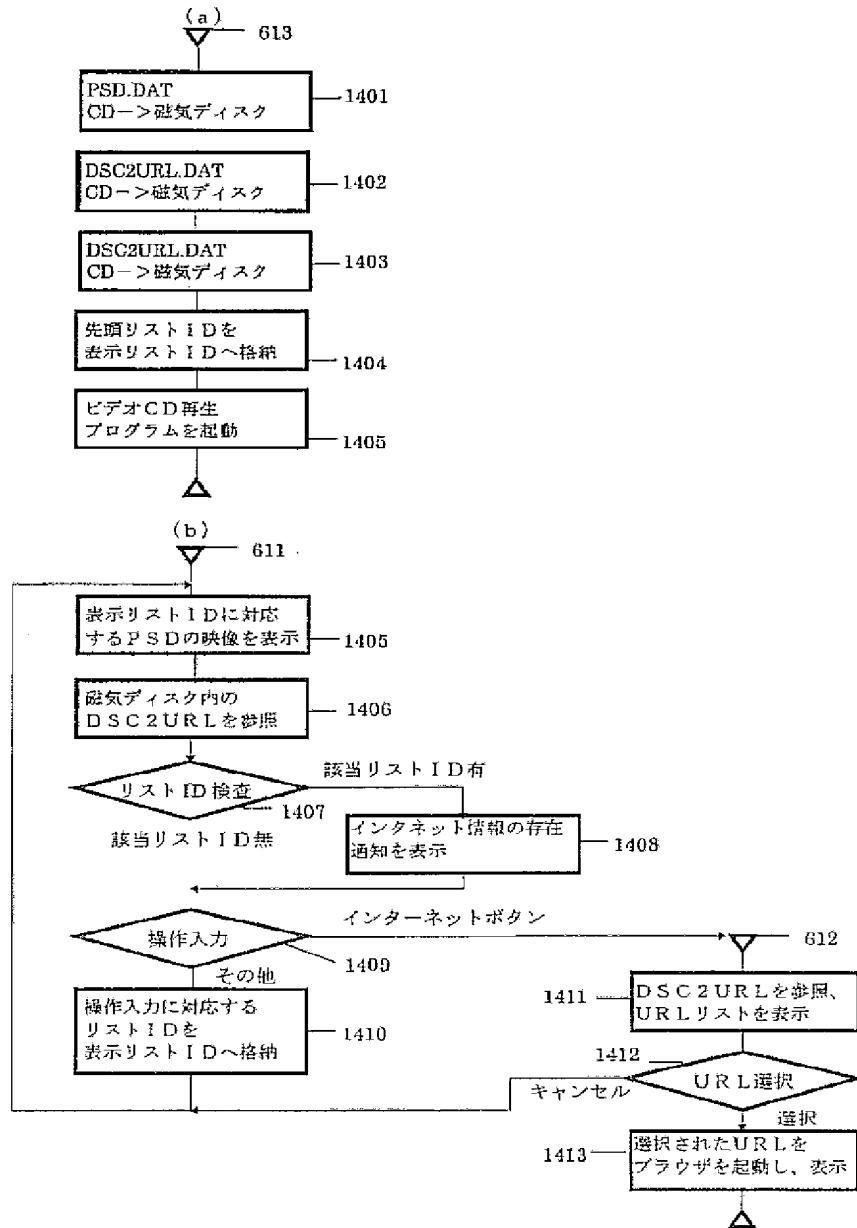 (a)
613
PSD.DAT
CD－>磁気ディスク
1401
DSC2URL.DAT
CD－>磁気ディスク
1402
DSC2URL.DAT
CD－>磁気ディスク
1403
先頭リストＩＤを
表示リストＩＤへ格納
1404
ビデオＣＤ再生
プログラムを起動
1405
(b)
611
表示リストＩＤに対応
するＰＳＤの映像を表示
1405
磁気ディスク内の
ＤＳＣ２ＵＲＬを参照
1406
リストＩＤ検査
1407
該当リストＩＤ有
該当リストＩＤ無
インタネット情報の存在
通知を表示
1408
操作入力
1409
インターネットボタン
612
その他
操作入力に対応する
リストＩＤを
表示リストＩＤへ格納
1410
1411
ＤＳＣ２ＵＲＬを参照、
ＵＲＬリストを表示
1412
ＵＲＬ選択
キャンセル
選択
1413
選択されたＵＲＬを
ブラウザを起動し、表示